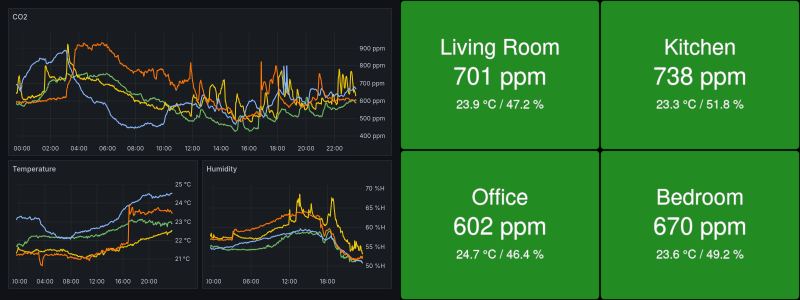 CO2
900 ppm
800 ppm
700 ppm
600 ppm
500 ppm
400 ppm
00:00 02:00 04:00 06:00 08:00 10:00 12:00 14:00 16:00 18:00 20:00 22:00
Temperature
25 °C
24 °C
23 °C
22 °C
21 °C
00:00 04:00 08:00 12:00 16:00 20:00
Humidity
70 %H
65 %H
60 %H
55 %H
50 %H
00:00 06:00 12:00 18:00
Living Room
701 ppm
23.9 °C / 47.2 %
Kitchen
738 ppm
23.3 °C / 51.8 %
Office
602 ppm
24.7 °C / 46.4 %
Bedroom
670 ppm
23.6 °C / 49.2 %